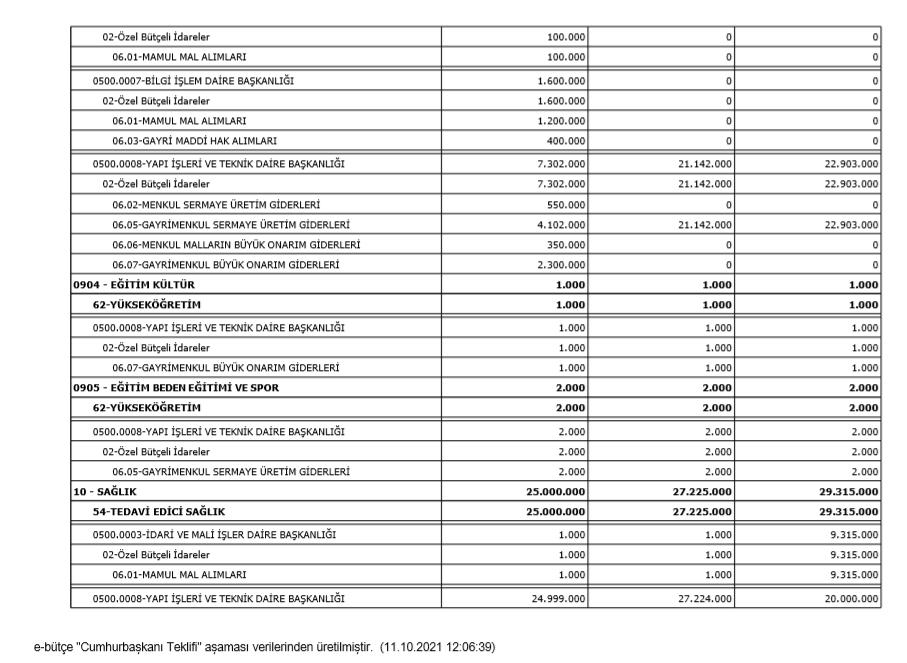 02-Özel Bütçeli İdareler 100.000 0 0
06.01-MAMUL MAL ALIMLARI 100.000 0 0
0500.0007-BİLGİ İŞLEM DAİRE BAŞKANLIĞI 1.600.000 0 0
02-Özel Bütçeli İdareler 1.600.000 0 0
06.01-MAMUL MAL ALIMLARI 1.200.000 0 0
06.03-GAYRİ MADDİ HAK ALIMLARI 400.000 0 0
0500.0008-YAPI İŞLERİ VE TEKNİK DAİRE BAŞKANLIĞI 7.302.000 21.142.000 22.903.000
02-Özel Bütçeli İdareler 7.302.000 21.142.000 22.903.000
06.02-MENKUL SERMAYE ÜRETİM GİDERLERİ 550.000 0 0
06.05-GAYRİMENKUL SERMAYE ÜRETİM GİDERLERİ 4.102.000 21.142.000 22.903.000
06.06-MENKUL MALLARIN BÜYÜK ONARIM GİDERLERİ 350.000 0 0
06.07-GAYRİMENKUL BÜYÜK ONARIM GİDERLERİ 2.300.000 0 0
0904 - EĞİTİM KÜLTÜR 1.000 1.000 1.000
62-YÜKSEKÖĞRETİM 1.000 1.000 1.000
0500.0008-YAPI İŞLERİ VE TEKNİK DAİRE BAŞKANLIĞI 1.000 1.000 1.000
02-Özel Bütçeli İdareler 1.000 1.000 1.000
06.07-GAYRİMENKUL BÜYÜK ONARIM GİDERLERİ 1.000 1.000 1.000
0905 - EĞİTİM BEDEN EĞİTİMİ VE SPOR 2.000 2.000 2.000
62-YÜKSEKÖĞRETİM 2.000 2.000 2.000
0500.0008-YAPI İŞLERİ VE TEKNİK DAİRE BAŞKANLIĞI 2.000 2.000 2.000
02-Özel Bütçeli İdareler 2.000 2.000 2.000
06.05-GAYRİMENKUL SERMAYE ÜRETİM GİDERLERİ 2.000 2.000 2.000
10 - SAĞLIK 25.000.000 27.225.000 29.315.000
54-TEDAVİ EDİCİ SAĞLIK 25.000.000 27.225.000 29.315.000
0500.0003-İDARİ VE MALİ İŞLER DAİRE BAŞKANLIĞI 1.000 1.000 9.315.000
02-Özel Bütçeli İdareler 1.000 1.000 9.315.000
06.01-MAMUL MAL ALIMLARI 1.000 1.000 9.315.000
0500.0008-YAPI İŞLERİ VE TEKNİK DAİRE BAŞKANLIĞI 24.999.000 27.224.000 20.000.000
e-bütçe "Cumhurbaşkanı Teklifi" aşaması verilerinden üretilmiştir. (11.10.2021 12:06:39)